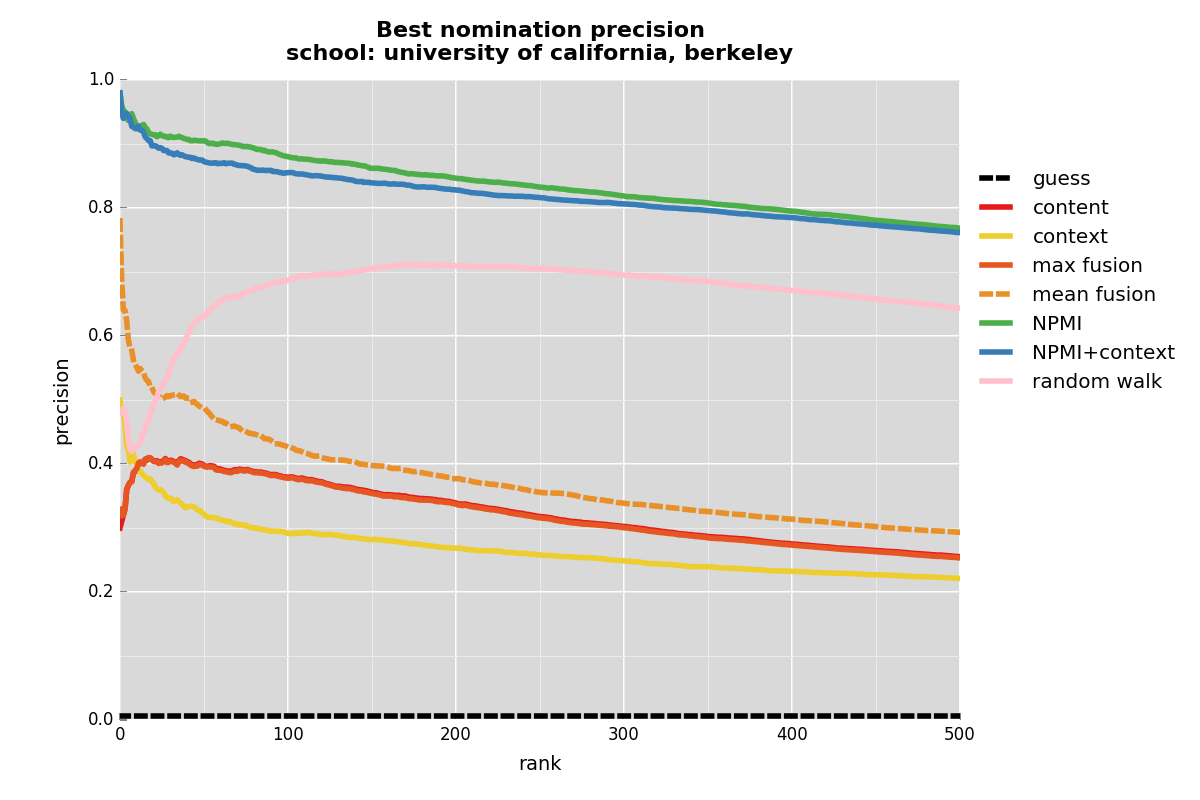 Best nomination precision
school: university of california, berkeley
precision
1.0
0.8
0.6
0.4
0.2
0.0
0 100 200 300 400 500
rank
guess
content
context
max fusion
mean fusion
NPMI
NPMI+context
random walk